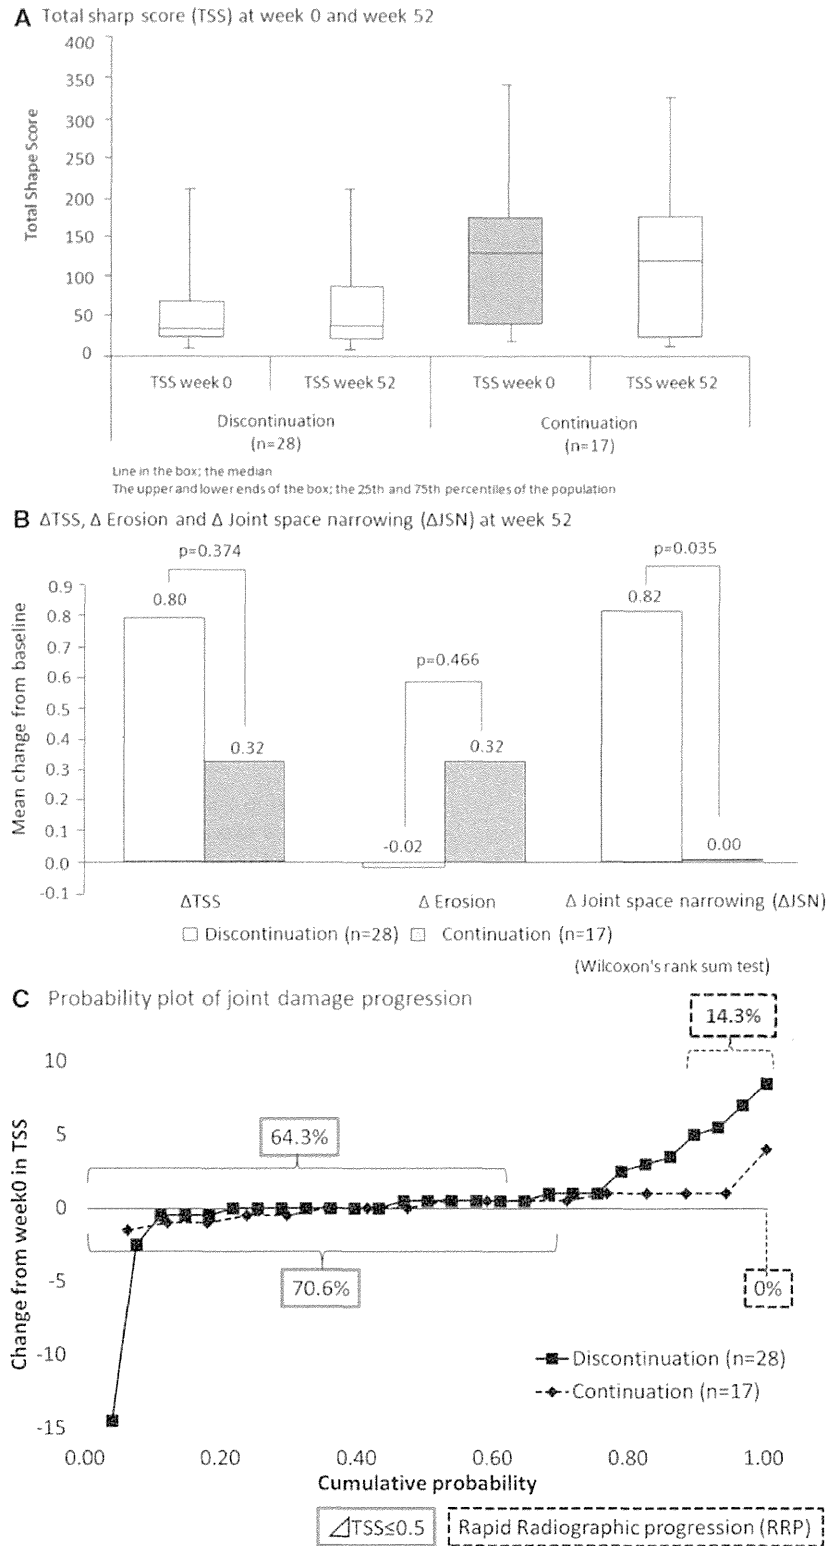 A Total sharp score (TSS) at week 0 and week 52
400
350
300
250
200
150
100
50
0
Total Shape Score
TSS week 0
TSS week 52
TSS week 0
TSS week 52
Discontinuation
(n=28)
Continuation
(n=17)
Line in the box; the median
The upper and lower ends of the box; the 25th and 75th percentiles of the population
B ΔTSS, Δ Erosion and Δ Joint space narrowing (ΔJSN) at week 52
p=0.374
p=0.466
p=0.035
0.9
0.8
0.7
0.6
0.5
0.4
0.3
0.2
0.1
0.0
-0.1
Mean change from baseline
0.80
0.32
-0.02
0.32
0.82
0.00
ΔTSS
Δ Erosion
Δ Joint space narrowing (ΔJSN)
Discontinuation (n=28)
Continuation (n=17)
(Wilcoxon's rank sum test)
C Probability plot of joint damage progression
14.3%
64.3%
70.6%
0%
10
5
0
-5
-10
-15
Change from week0 in TSS
Discontinuation (n=28)
Continuation (n=17)
0.00
0.20
0.40
0.60
0.80
1.00
Cumulative probability
⊿TSS≤0.5
Rapid Radiographic progression (RRP)